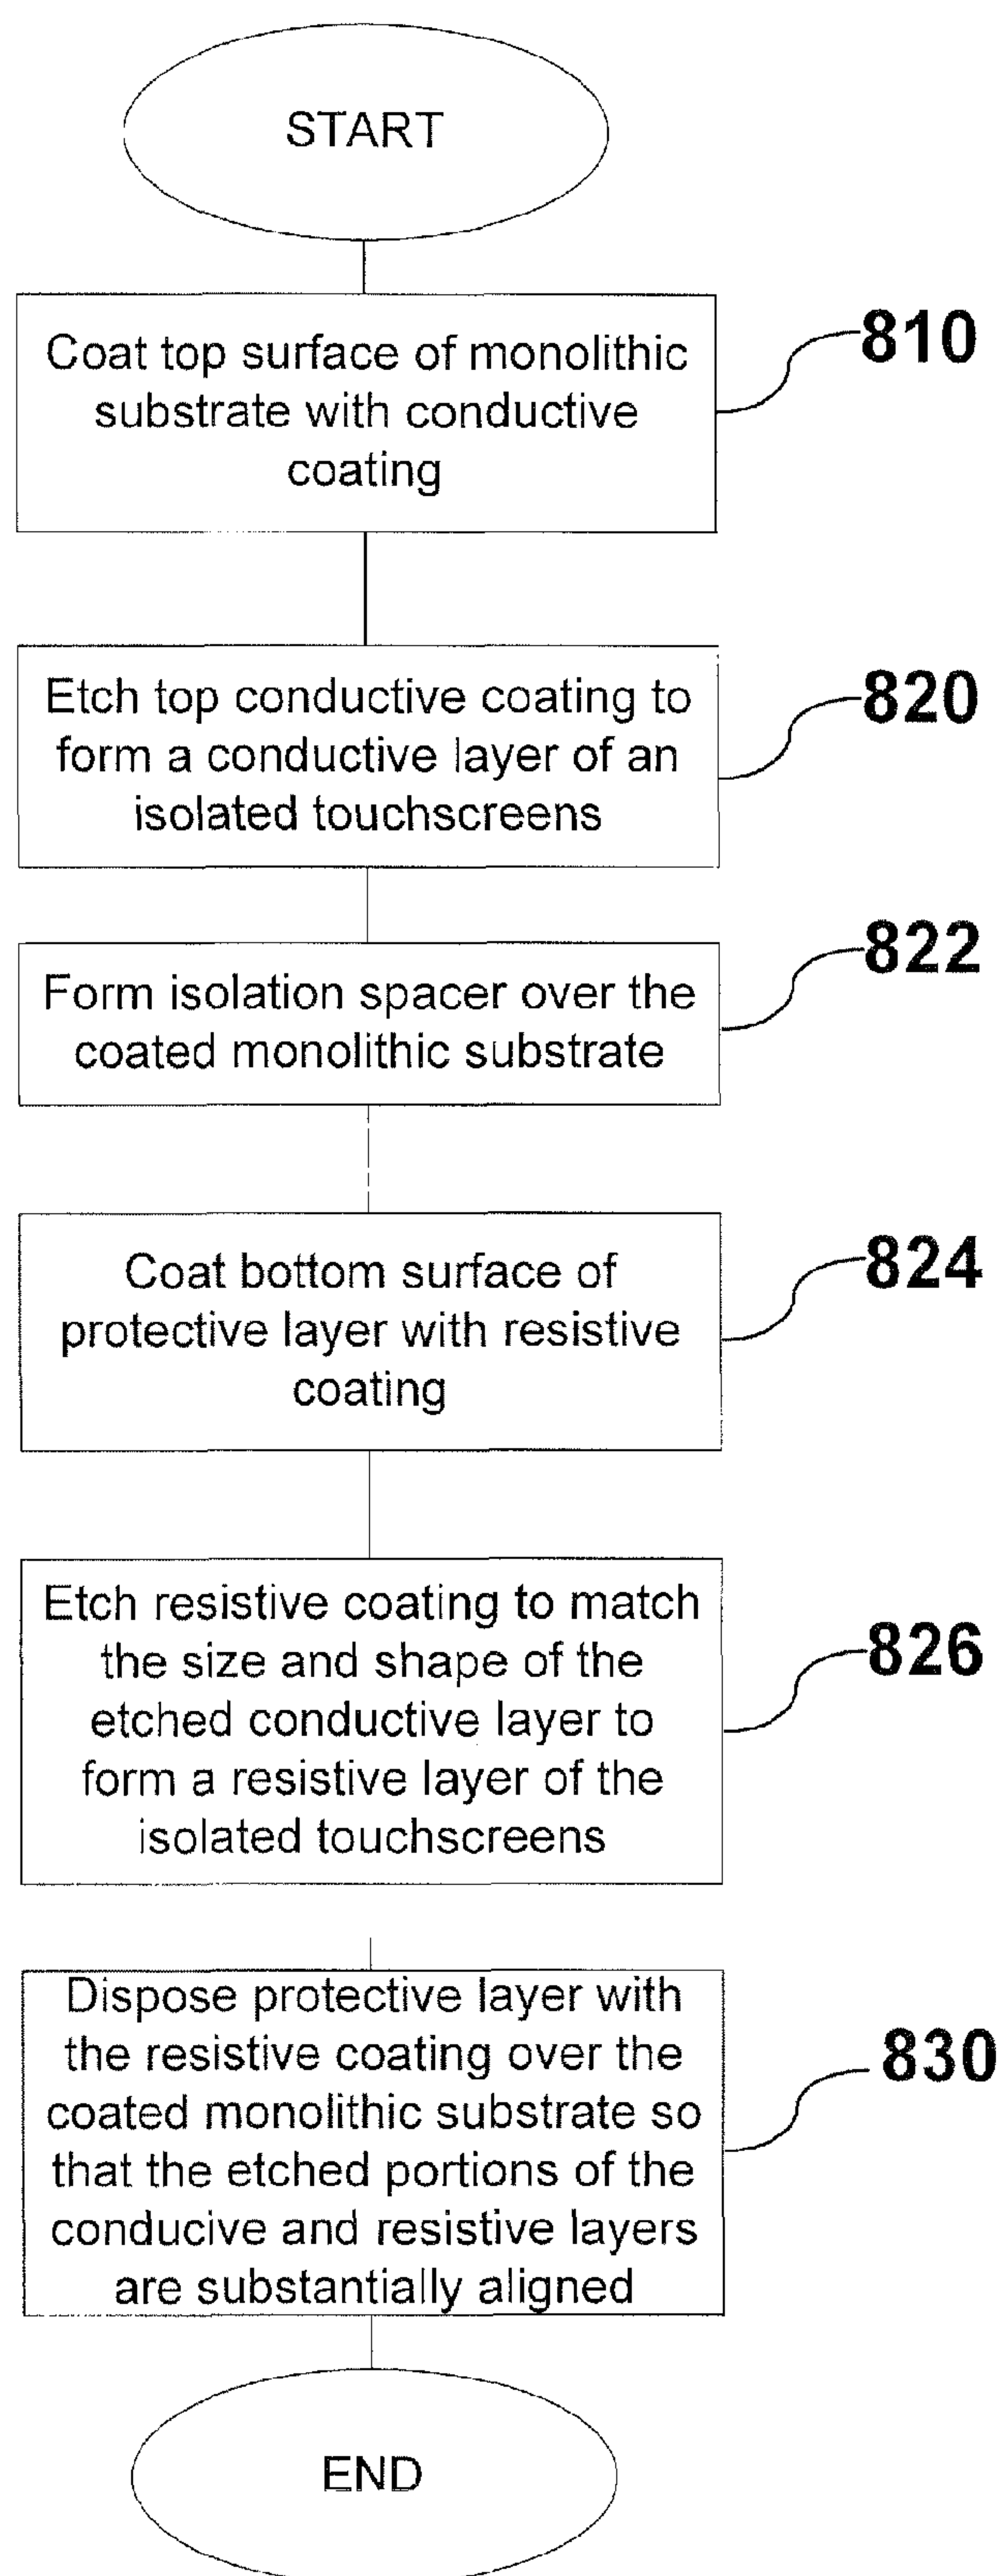 START
Coat top surface of monolithic
substrate with conductive
coating
810
Etch top conductive coating to
form a conductive layer of an
isolated touchscreens
820
Form isolation spacer over the
coated monolithic substrate
822
Coat bottom surface of
protective layer with resistive
coating
824
Etch resistive coating to match
the size and shape of the
etched conductive layer to
form a resistive layer of the
isolated touchscreens
826
Dispose protective layer with
the resistive coating over the
coated monolithic substrate so
that the etched portions of the
conducive and resistive layers
are substantially aligned
830
END